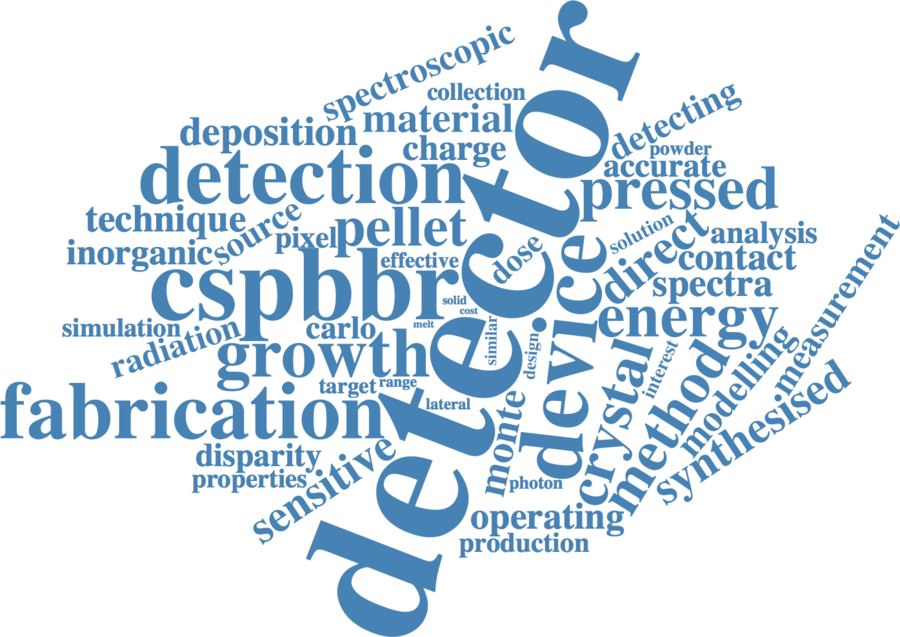 spectroscopic
collection
deposition
material
detector
detecting
charge
powder
accurate
detection
pressed
technique
source
pixel
pellet
solution
direct
analysis
inorganic
effective
dose
contact
cspbbr
spectra
measurement
solid
cost
device
energy
simulation
radiation
carlo
melt
similar
design
growth
interest
modelling
target
range
crystal
method
synthesised
fabrication
lateral
monte
disparity
properties
sensitive
photon
operating
production